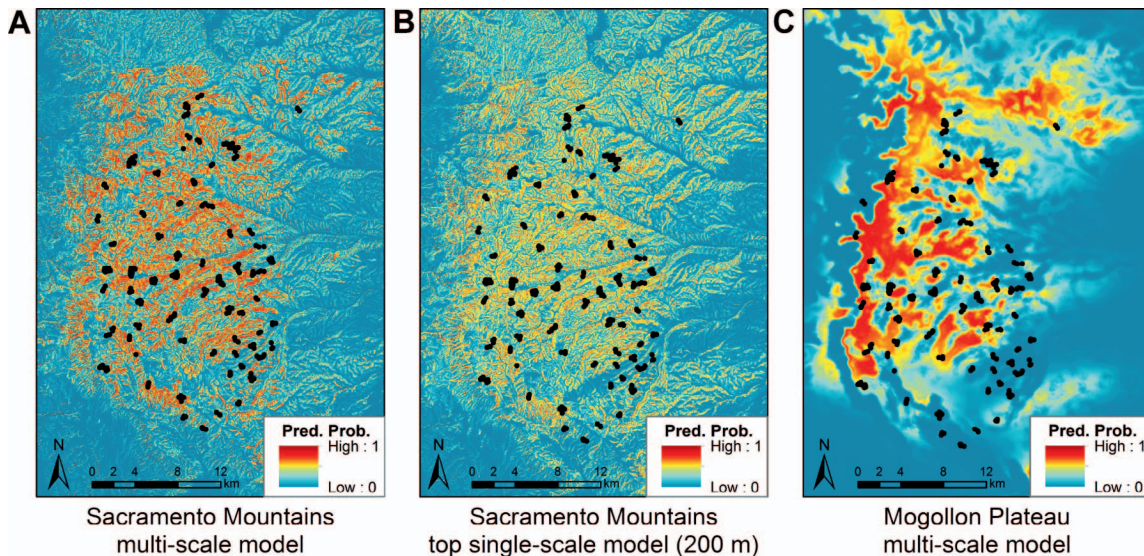 A
B
C
N
Pred. Prob.
High : 1
Low : 0
0 2 4 8 12
km
N
Pred. Prob.
High : 1
Low : 0
0 2 4 8 12
km
N
Pred. Prob.
High : 1
Low : 0
0 2 4 8 12
km
Sacramento Mountains
multi-scale model
Sacramento Mountains
top single-scale model (200 m)
Mogollon Plateau
multi-scale model